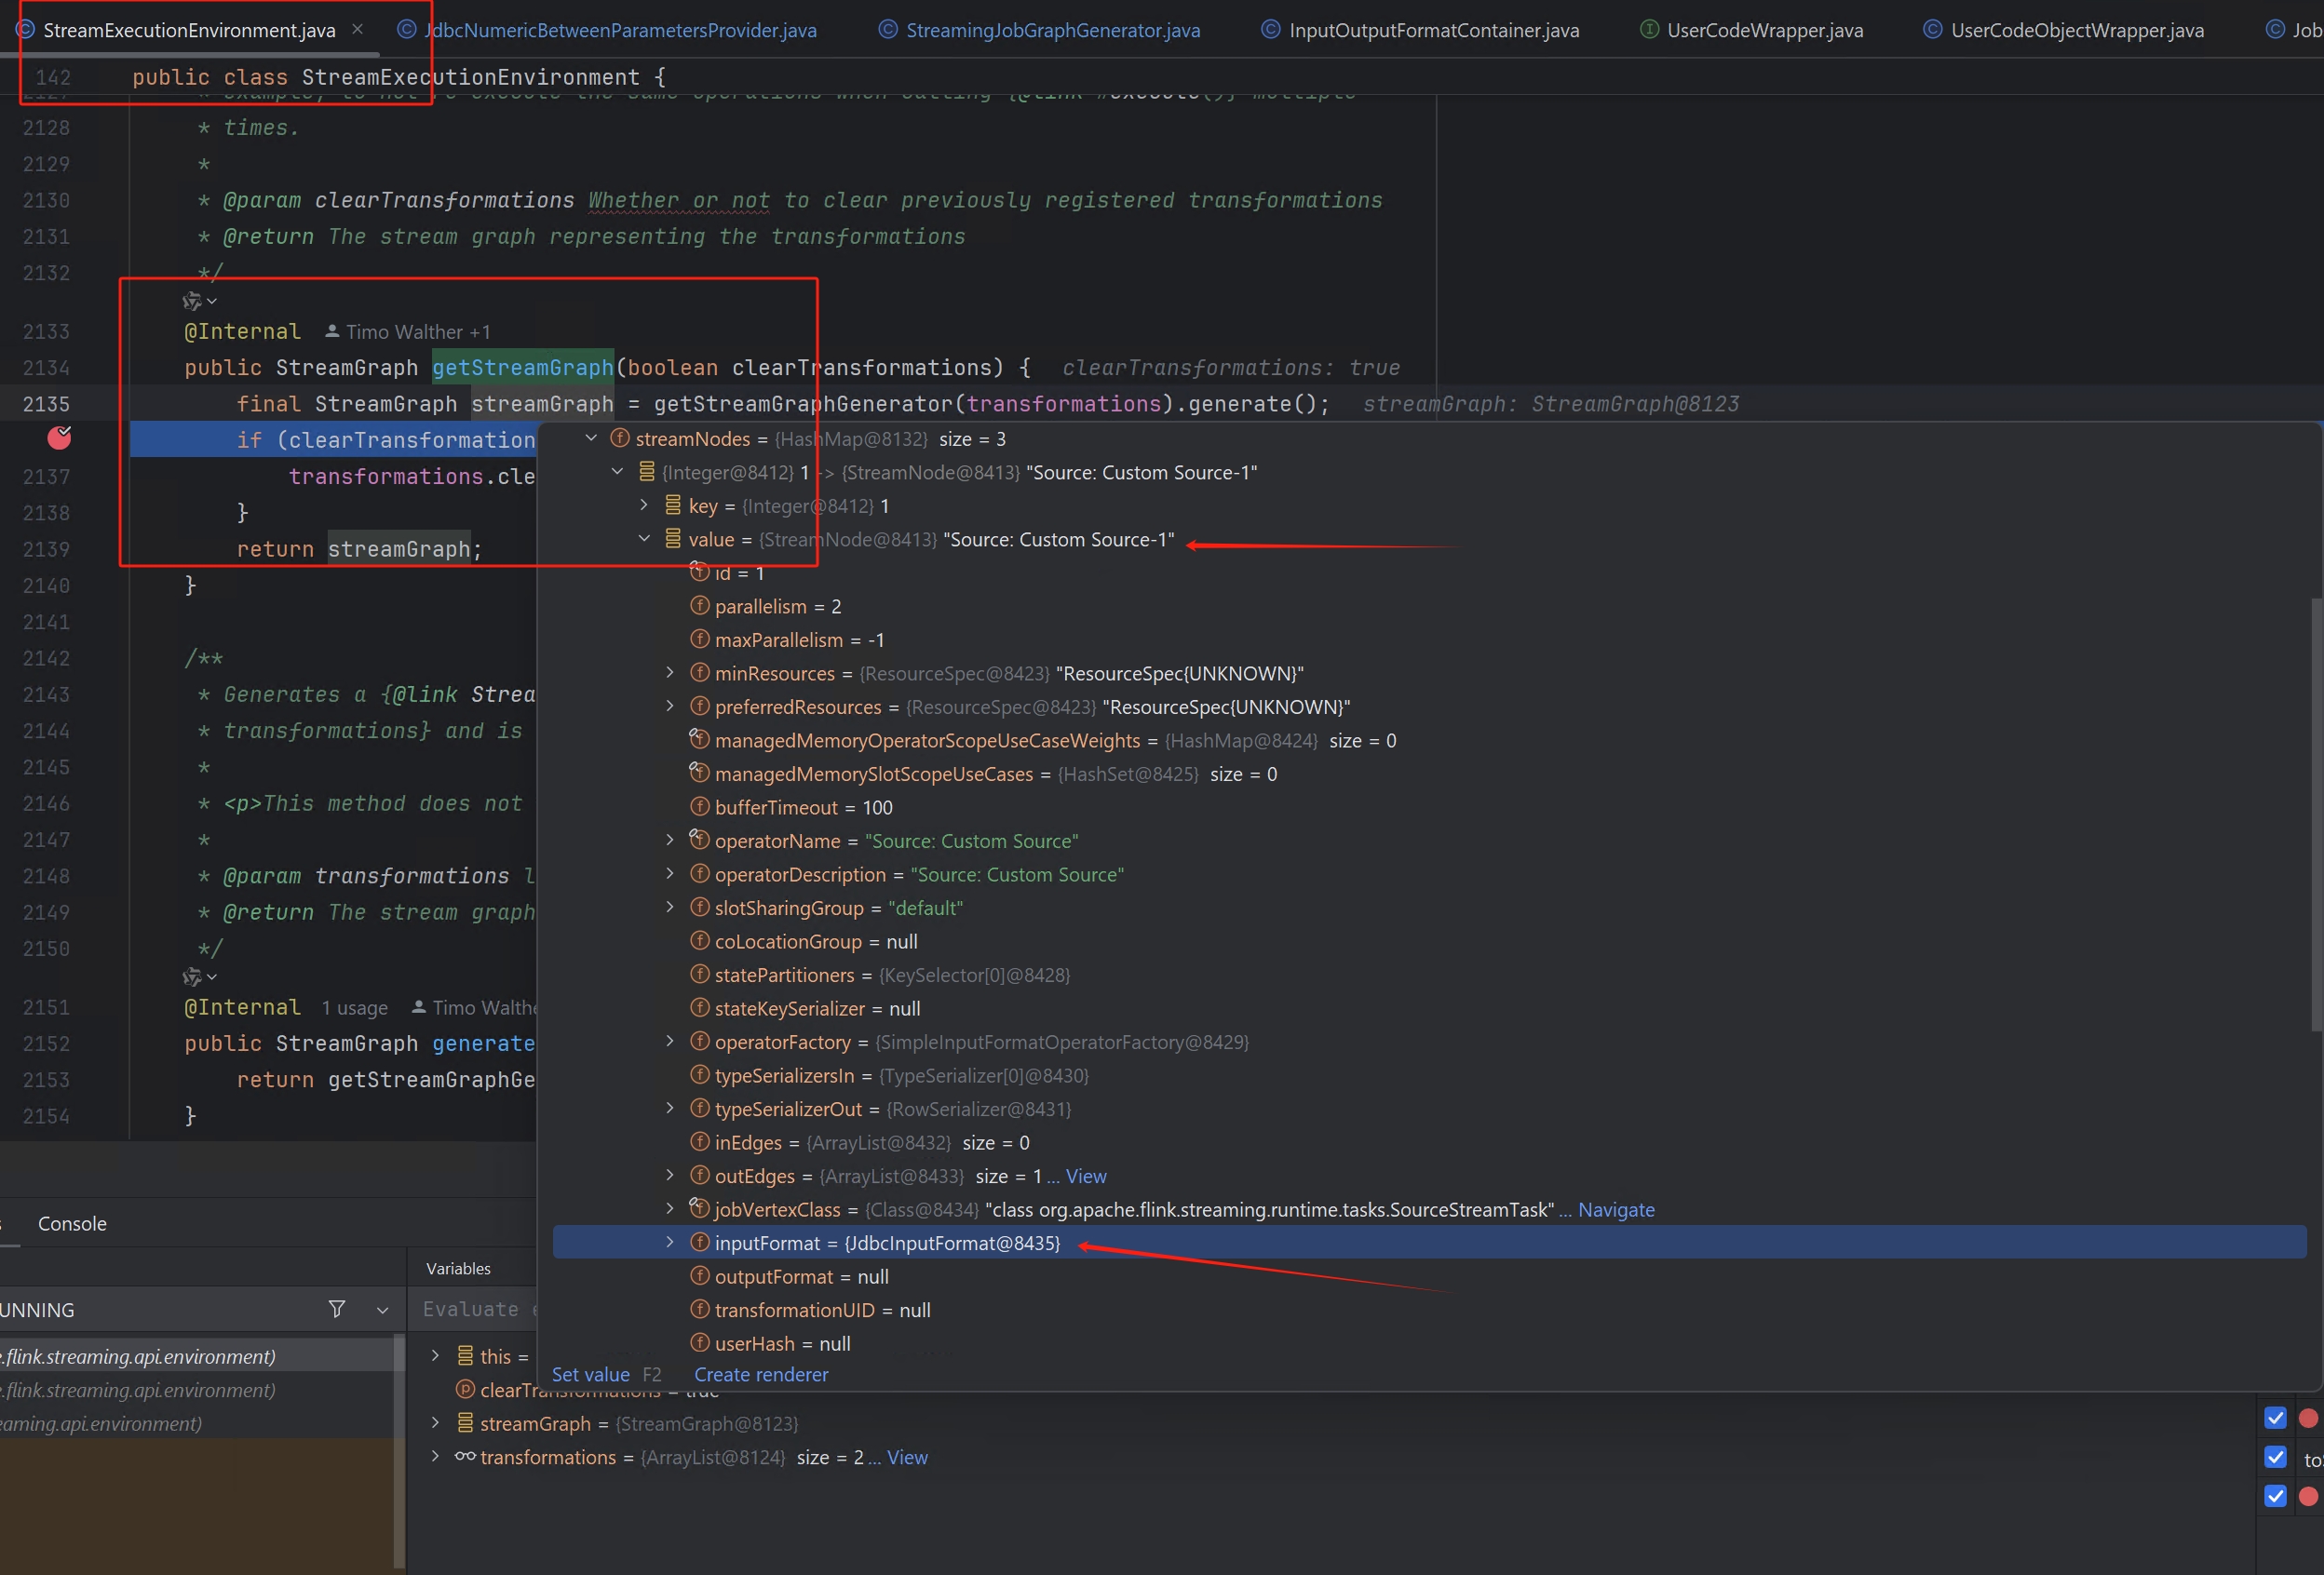 StreamExecutionEnvironment.java JdbcNumericBetweenParametersProvider.java StreamingJobGraphGenerator.java InputOutputFormatContainer.java UserCodeWrapper.java UserCodeObjectWrapper.java Job
142 public class StreamExecutionEnvironment {
2128 * times.
2129 *
2130 * @param clearTransformations Whether or not to clear previously registered transformations
2131 * @return The stream graph representing the transformations
2132 */
2133 @Internal Timo Walther +1
2134 public StreamGraph getStreamGraph(boolean clearTransformations) { clearTransformations: true
2135 final StreamGraph streamGraph = getStreamGraphGenerator(transformations).generate(); streamGraph: StreamGraph@8123
if (clearTransformation
2137 transformations.cle
2138 }
2139 return streamGraph;
2140 }
2141
2142 /**
2143 * Generates a {@link Strea
2144 * transformations} and is
2145 *
2146 * <p>This method does not
2147 *
2148 * @param transformations l
2149 * @return The stream graph
2150 */
2151 @Internal 1 usage Timo Walthe
2152 public StreamGraph generate
2153 return getStreamGraphGe
2154 }
streamNodes = {HashMap@8132} size = 3
{Integer@8412} 1 -> {StreamNode@8413} "Source: Custom Source-1"
key = {Integer@8412} 1
value = {StreamNode@8413} "Source: Custom Source-1"
id = 1
parallelism = 2
maxParallelism = -1
minResources = {ResourceSpec@8423} "ResourceSpec{UNKNOWN}"
preferredResources = {ResourceSpec@8423} "ResourceSpec{UNKNOWN}"
managedMemoryOperatorScopeUseCaseWeights = {HashMap@8424} size = 0
managedMemorySlotScopeUseCases = {HashSet@8425} size = 0
bufferTimeout = 100
operatorName = "Source: Custom Source"
operatorDescription = "Source: Custom Source"
slotSharingGroup = "default"
coLocationGroup = null
statePartitioners = {KeySelector[0]@8428}
stateKeySerializer = null
operatorFactory = {SimpleInputFormatOperatorFactory@8429}
typeSerializersIn = {TypeSerializer[0]@8430}
typeSerializerOut = {RowSerializer@8431}
inEdges = {ArrayList@8432} size = 0
outEdges = {ArrayList@8433} size = 1 ... View
jobVertexClass = {Class@8434} "class org.apache.flink.streaming.runtime.tasks.SourceStreamTask" ... Navigate
inputFormat = {JdbcInputFormat@8435}
outputFormat = null
transformationUID = null
userHash = null
Set value F2 Create renderer
Console
Variables
UNNING
Evaluate e
.flink.streaming.api.environment)
.flink.streaming.api.environment)
eaming.api.environment)
this =
clearTransformations = true
streamGraph = {StreamGraph@8123}
transformations = {ArrayList@8124} size = 2 ... View
to